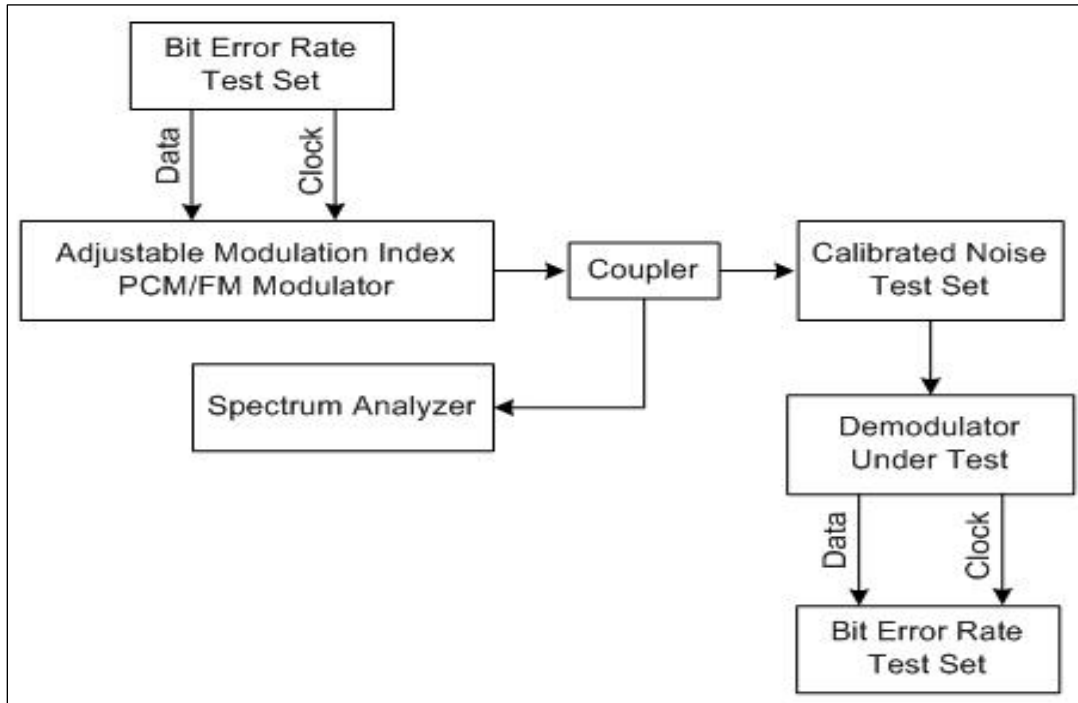 Bit Error Rate
Test Set
Data
Clock
Adjustable Modulation Index
PCM/FM Modulator
Coupler
Calibrated Noise
Test Set
Spectrum Analyzer
Demodulator
Under Test
Data
Clock
Bit Error Rate
Test Set